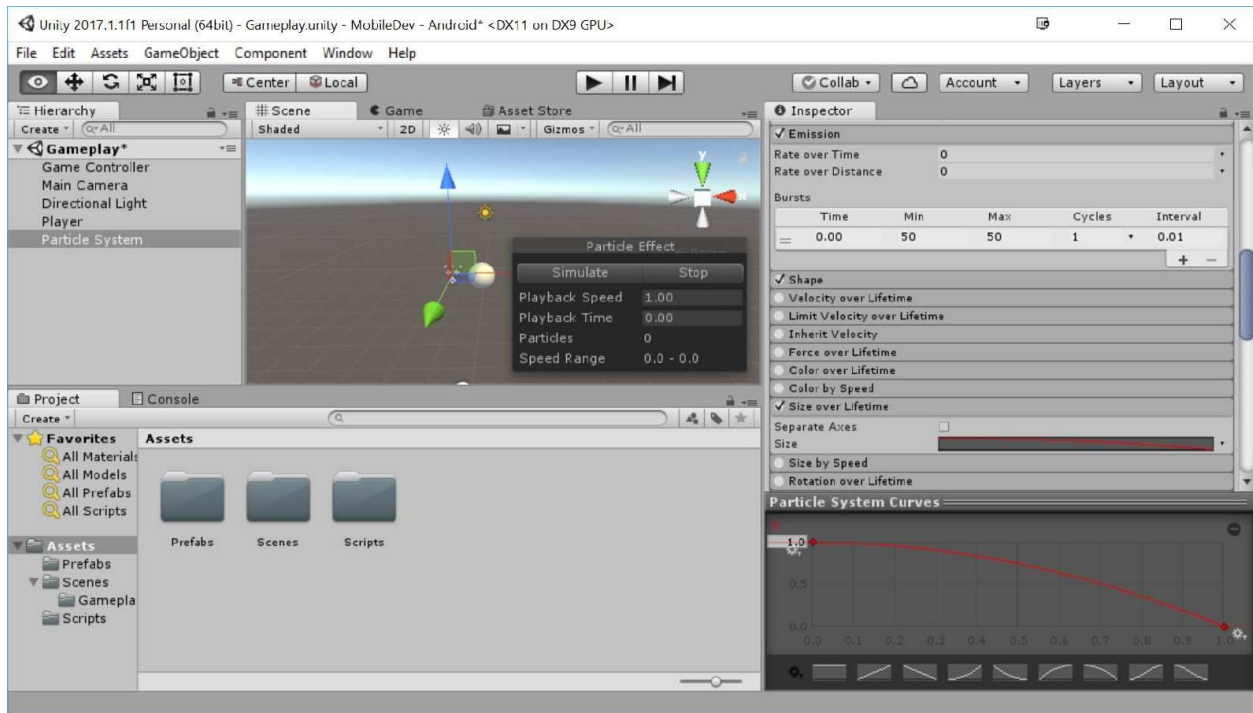 Unity 2017.1.1f1 Personal (64bit) - Gameplay.unity - MobileDev - Android* <DX11 on DX9 GPU>
File Edit Assets GameObject Component Window Help
Center Local Collab Account Layers Layout
Hierarchy
Create All
Gameplay*
Game Controller
Main Camera
Directional Light
Player
Particle System
Scene Game Asset Store
Shaded 2D Gizmos All
y
Particle Effect
Simulate Stop
Playback Speed 1.00
Playback Time 0.00
Particles 0
Speed Range 0.0 - 0.0
Inspector
Emission
Rate over Time 0
Rate over Distance 0
Bursts
Time Min Max Cycles Interval
0.00 50 50 1 0.01
+ -
Shape
Velocity over Lifetime
Limit Velocity over Lifetime
Inherit Velocity
Force over Lifetime
Color over Lifetime
Color by Speed
Size over Lifetime
Separate Axes
Size
Size by Speed
Rotation over Lifetime
Particle System Curves
1.0
0.5
0.0
0.0 0.1 0.2 0.3 0.4 0.5 0.6 0.7 0.8 0.9 1.0
Project Console
Create
Favorites
All Materials
All Models
All Prefabs
All Scripts
Assets
Prefabs
Scenes
Gamepla
Scripts
Assets
Prefabs Scenes Scripts